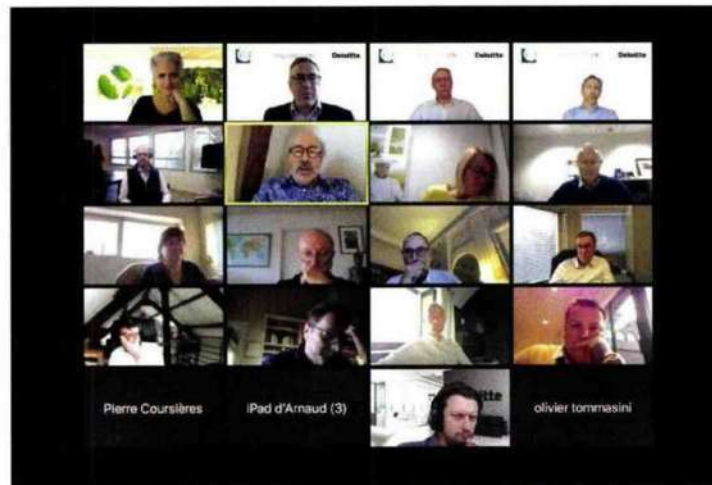 Deloitte
Deloitte
Deloitte
Pierre Coursières
iPad d'Arnaud (3)
olivier tommasini